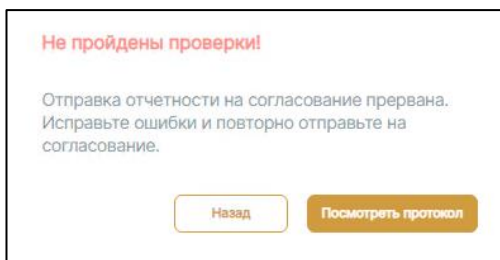 Не пройдены проверки!
Отправка отчетности на согласование прервана.
Исправьте ошибки и повторно отправьте на
согласование.
Назад
Посмотреть протокол